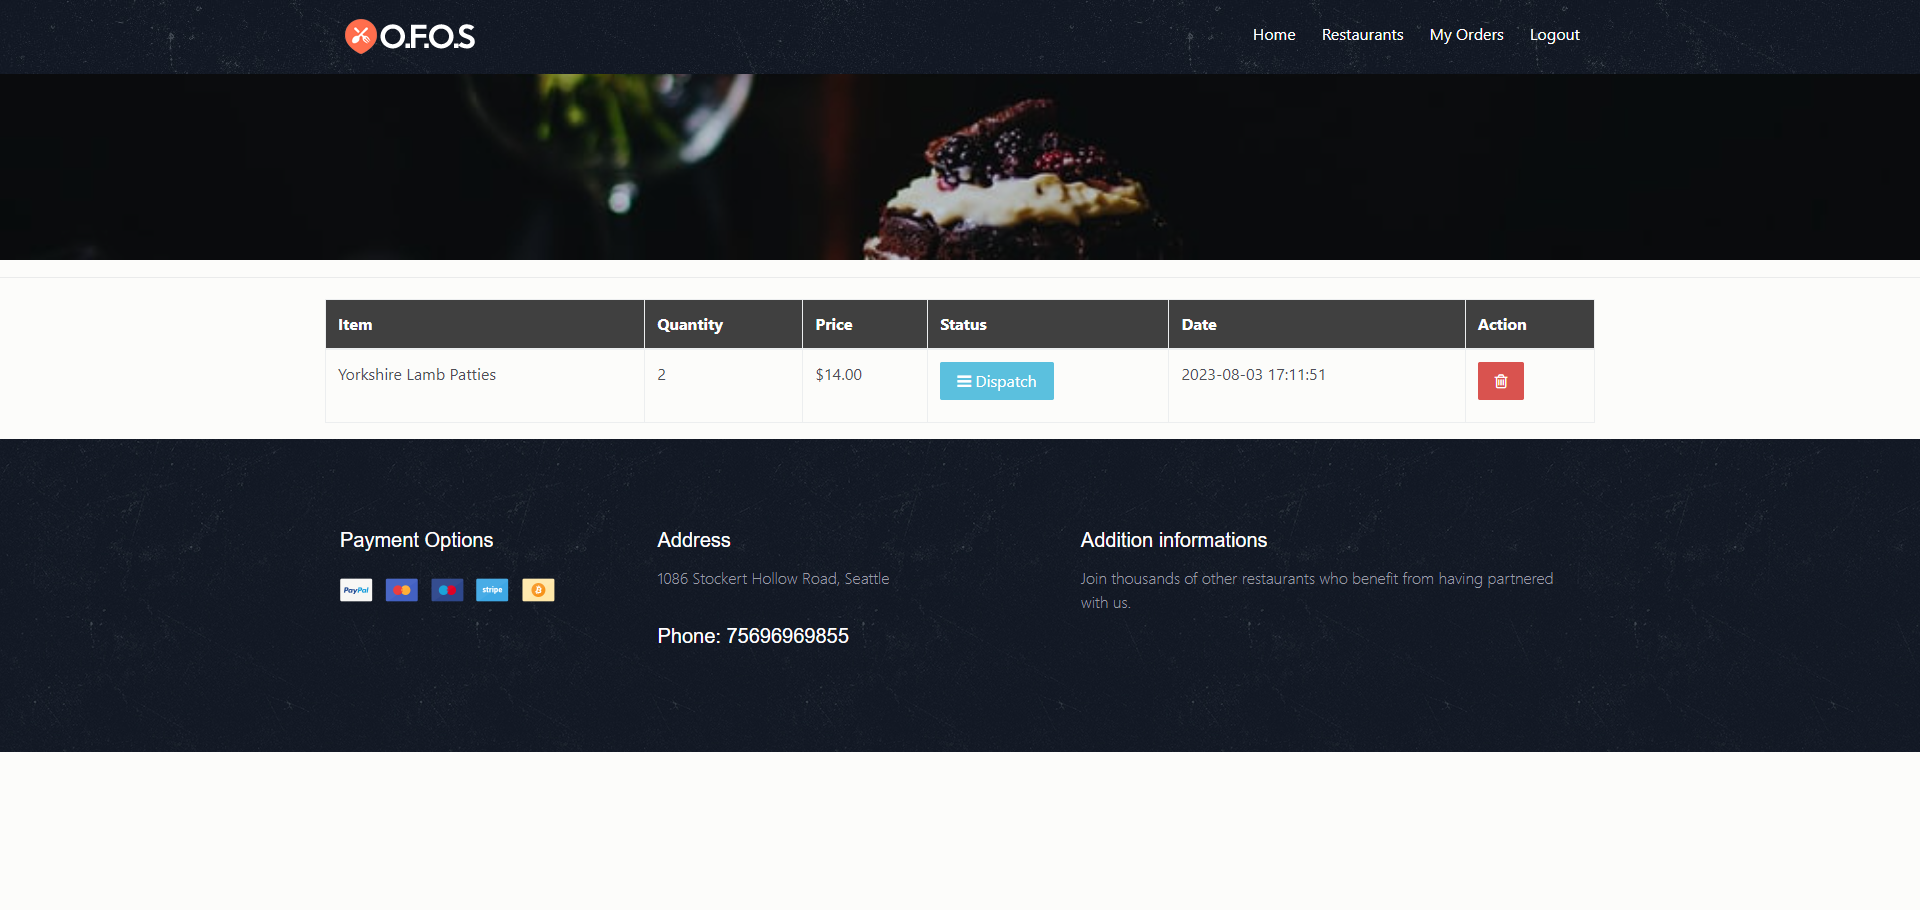 O.F.O.S
Home Restaurants My Orders Logout
Item Quantity Price Status Date Action
Yorkshire Lamb Patties 2 $14.00 Dispatch 2023-08-03 17:11:51
Payment Options
PayPal stripe
Address
1086 Stockert Hollow Road, Seattle
Phone: 75696969855
Addition informations
Join thousands of other restaurants who benefit from having partnered
with us.